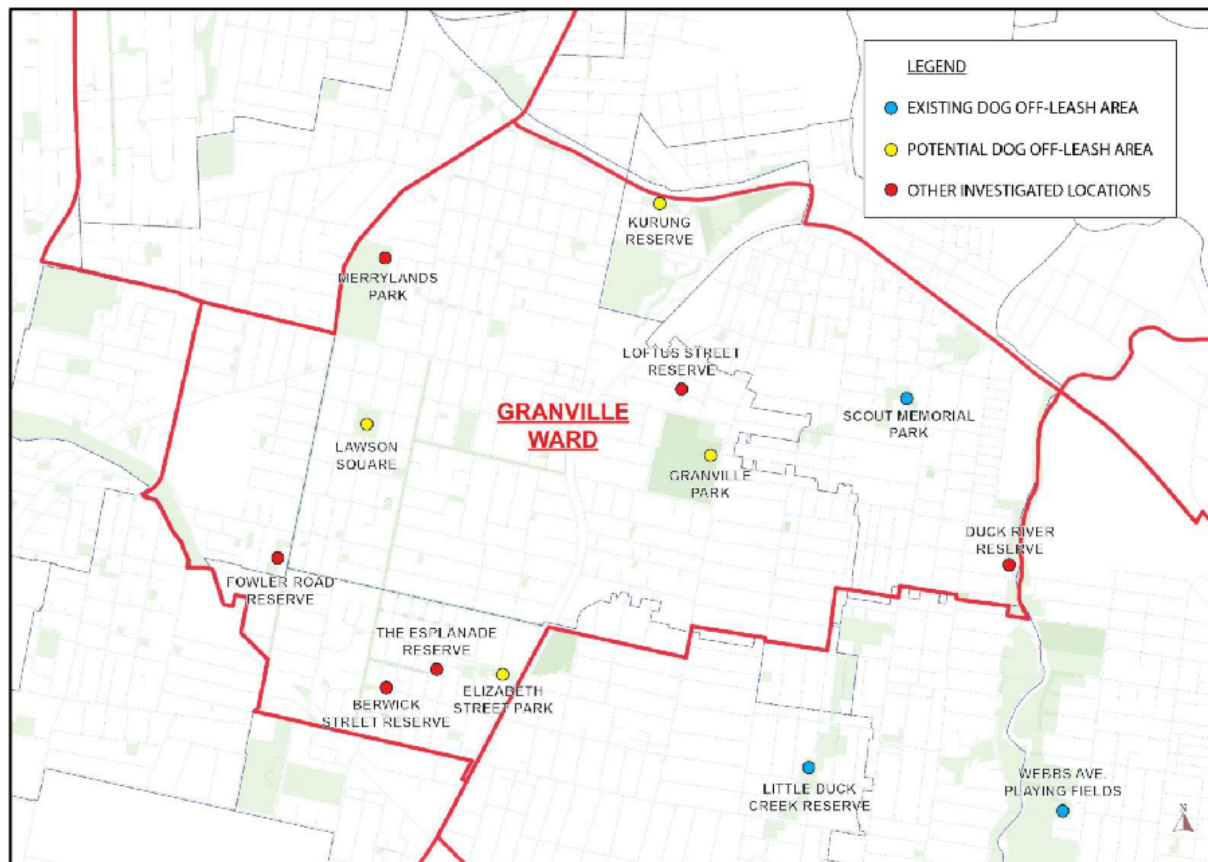 LEGEND
EXISTING DOG OFF-LEASH AREA
POTENTIAL DOG OFF-LEASH AREA
OTHER INVESTIGATED LOCATIONS
KURUNG
RESERVE
MERRYLANDS
PARK
LOFTUS STREET
RESERVE
GRANVILLE
WARD
SCOUT MEMORIAL
PARK
LAWSON
SQUARE
GRANVILLE
PARK
DUCK RIVER
RESERVE
FOWLER ROAD
RESERVE
THE ESPLANADE
RESERVE
BERWICK
STREET RESERVE
ELIZABETH
STREET PARK
LITTLE DUCK
CREEK RESERVE
WEBBS AVE.
PLAYING FIELDS
N